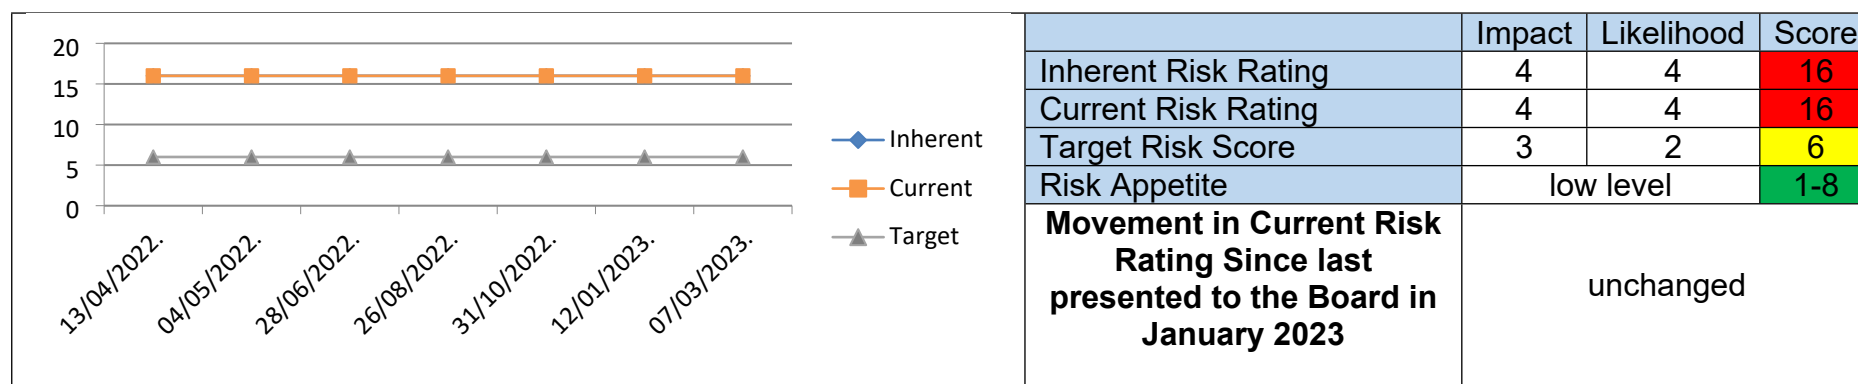 20
15
10
5
0
13/04/2022.
04/05/2022.
28/06/2022.
26/08/2022.
31/10/2022.
12/01/2023.
07/03/2023.
Inherent
Current
Target
Impact Likelihood Score
Inherent Risk Rating 4 4 16
Current Risk Rating 4 4 16
Target Risk Score 3 2 6
Risk Appetite low level 1-8
Movement in Current Risk
Rating Since last
presented to the Board in
January 2023
unchanged